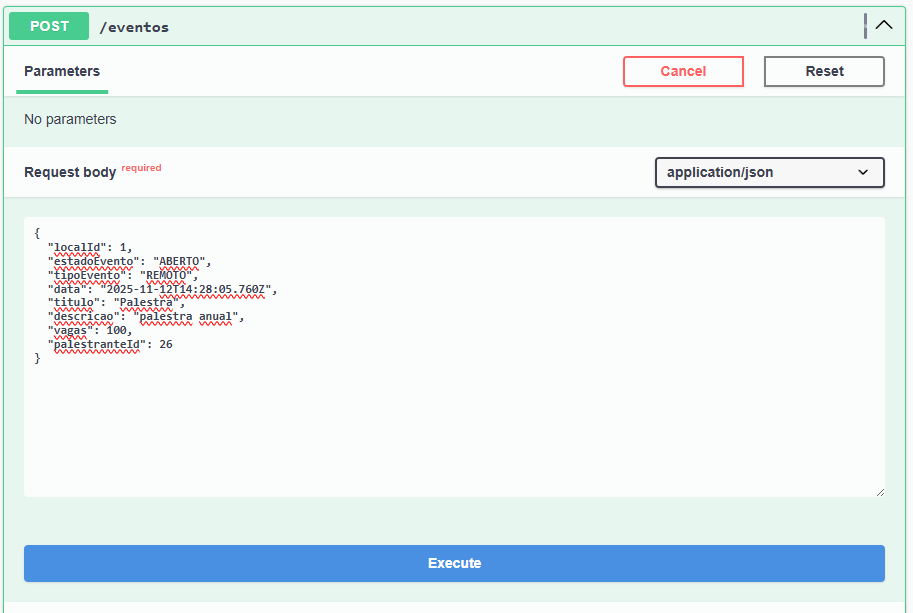 POST /eventos
Parameters Cancel Reset
No parameters
Request body required application/json
{
  "localId": 1,
  "estadoEvento": "ABERTO",
  "tipoEvento": "REMOTO",
  "data": "2025-11-12T14:28:05.760Z",
  "titulo": "Palestra",
  "descricao": "palestra anual",
  "vagas": 100,
  "palestranteId": 26
}
Execute